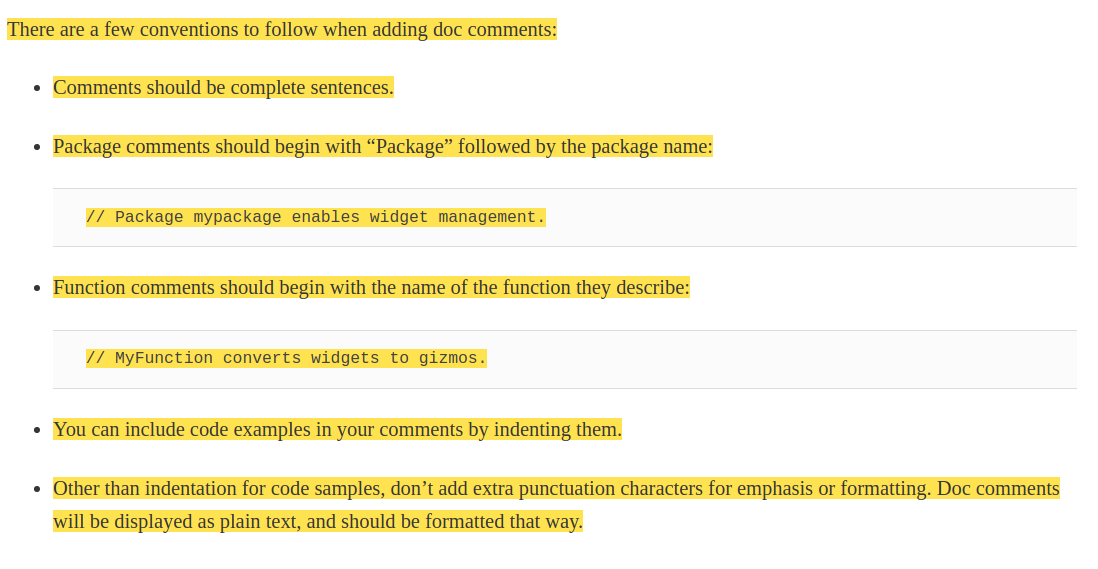 There are a few conventions to follow when adding doc comments:
• Comments should be complete sentences.
• Package comments should begin with “Package” followed by the package name:
// Package mypackage enables widget management.
• Function comments should begin with the name of the function they describe:
// MyFunction converts widgets to gizmos.
• You can include code examples in your comments by indenting them.
• Other than indentation for code samples, don’t add extra punctuation characters for emphasis or formatting. Doc comments
will be displayed as plain text, and should be formatted that way.